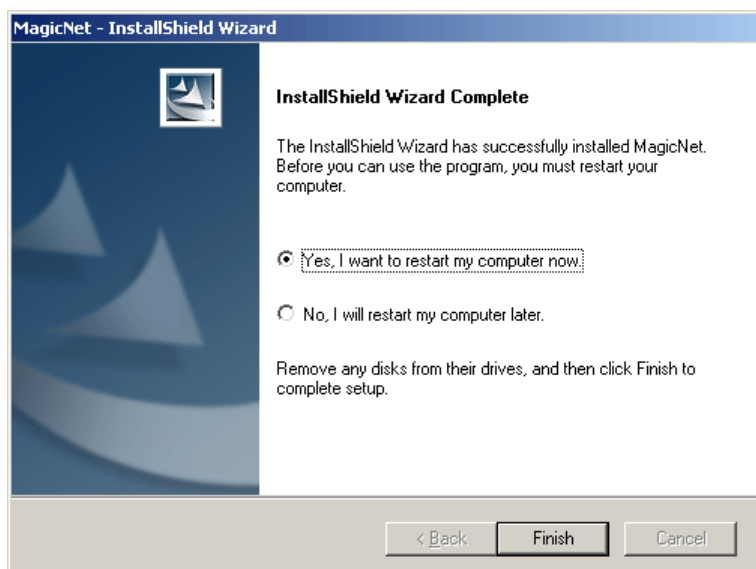 MagicNet - InstallShield Wizard
InstallShield Wizard Complete
The InstallShield Wizard has successfully installed MagicNet.
Before you can use the program, you must restart your
computer.
Yes, I want to restart my computer now.
No, I will restart my computer later.
Remove any disks from their drives, and then click Finish to
complete setup.
< Back
Finish
Cancel